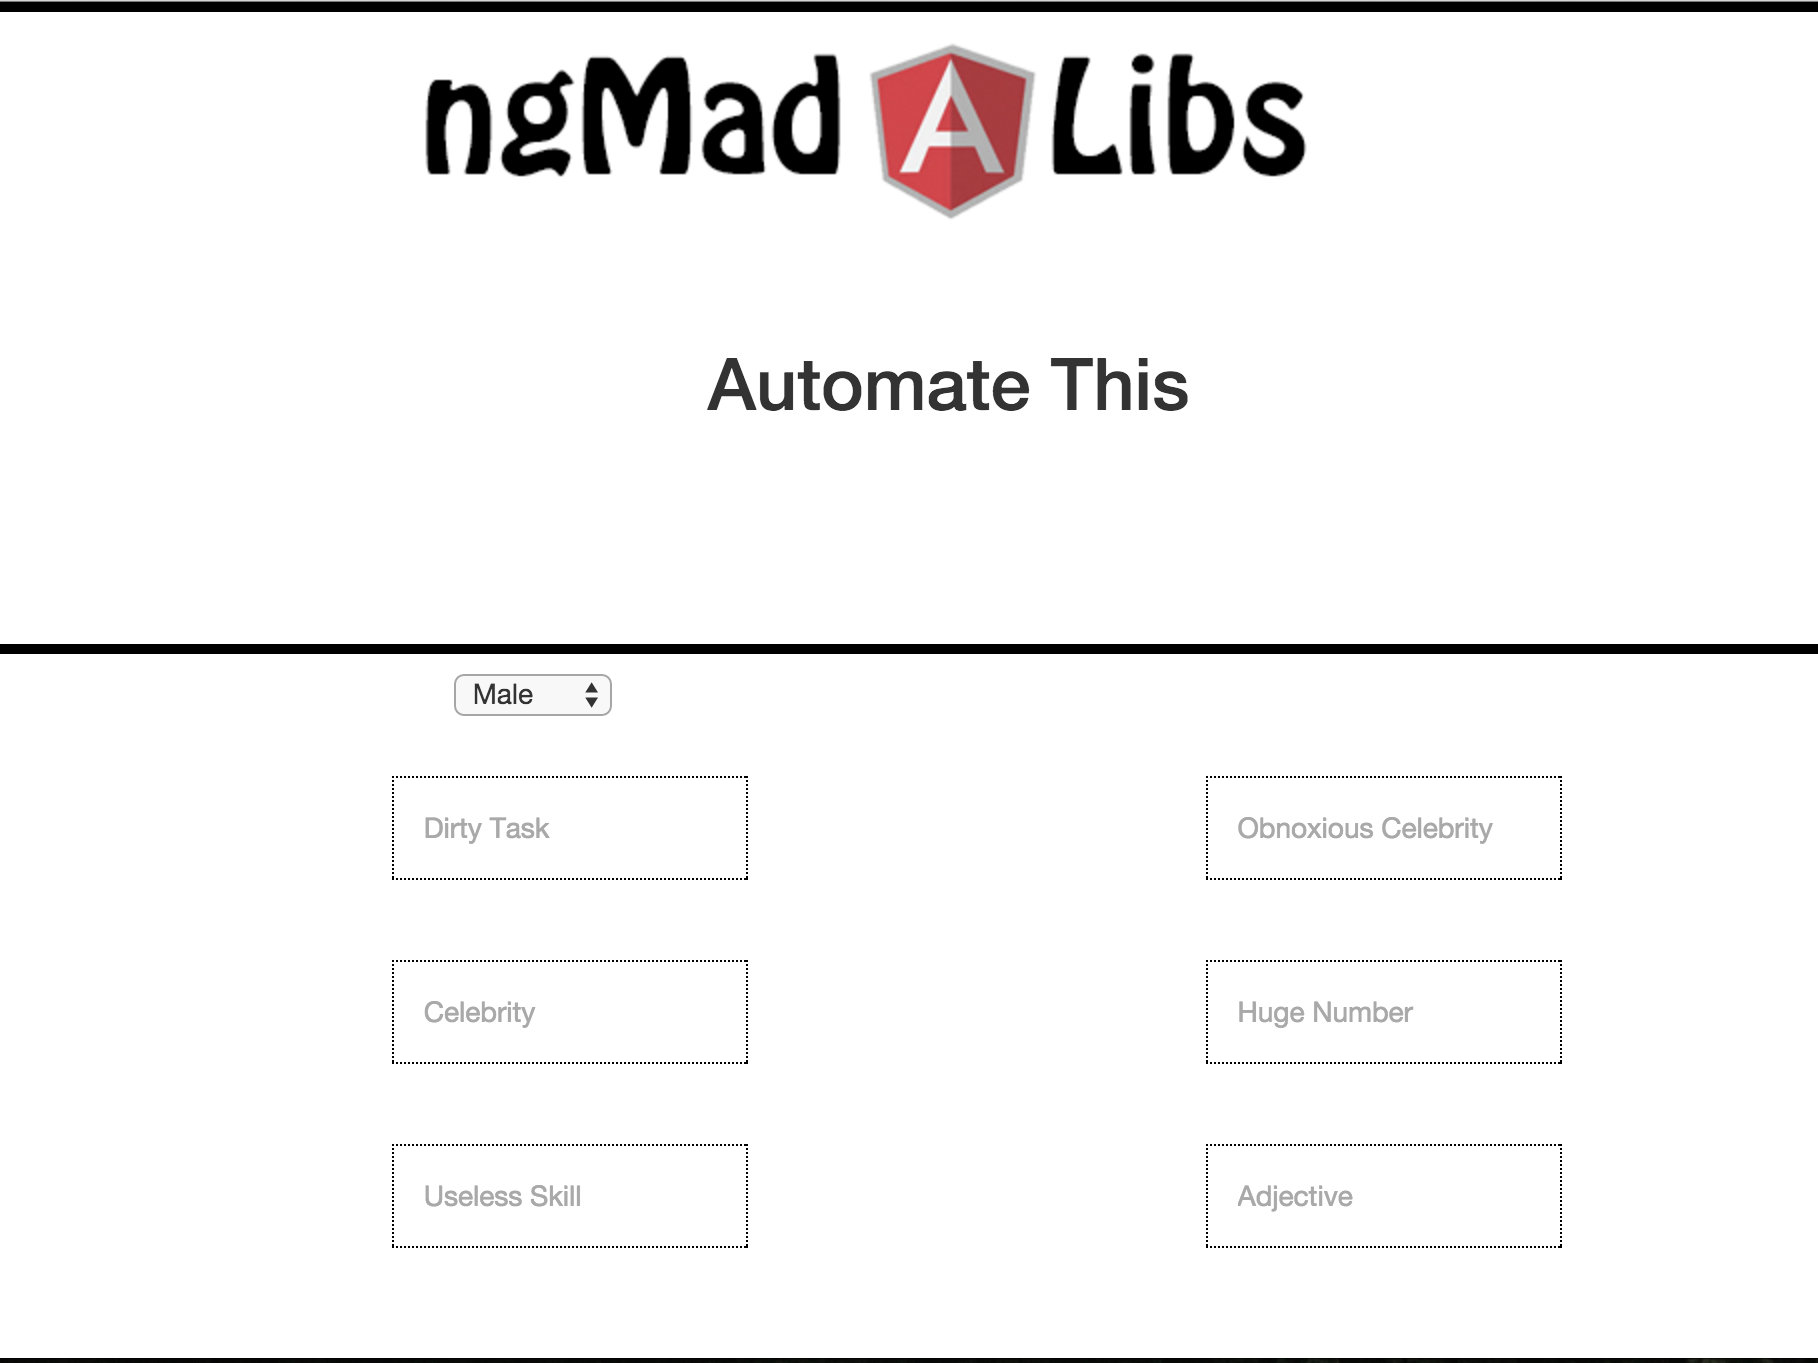 ngMad A Libs
Automate This
Male
Dirty Task
Obnoxious Celebrity
Celebrity
Huge Number
Useless Skill
Adjective